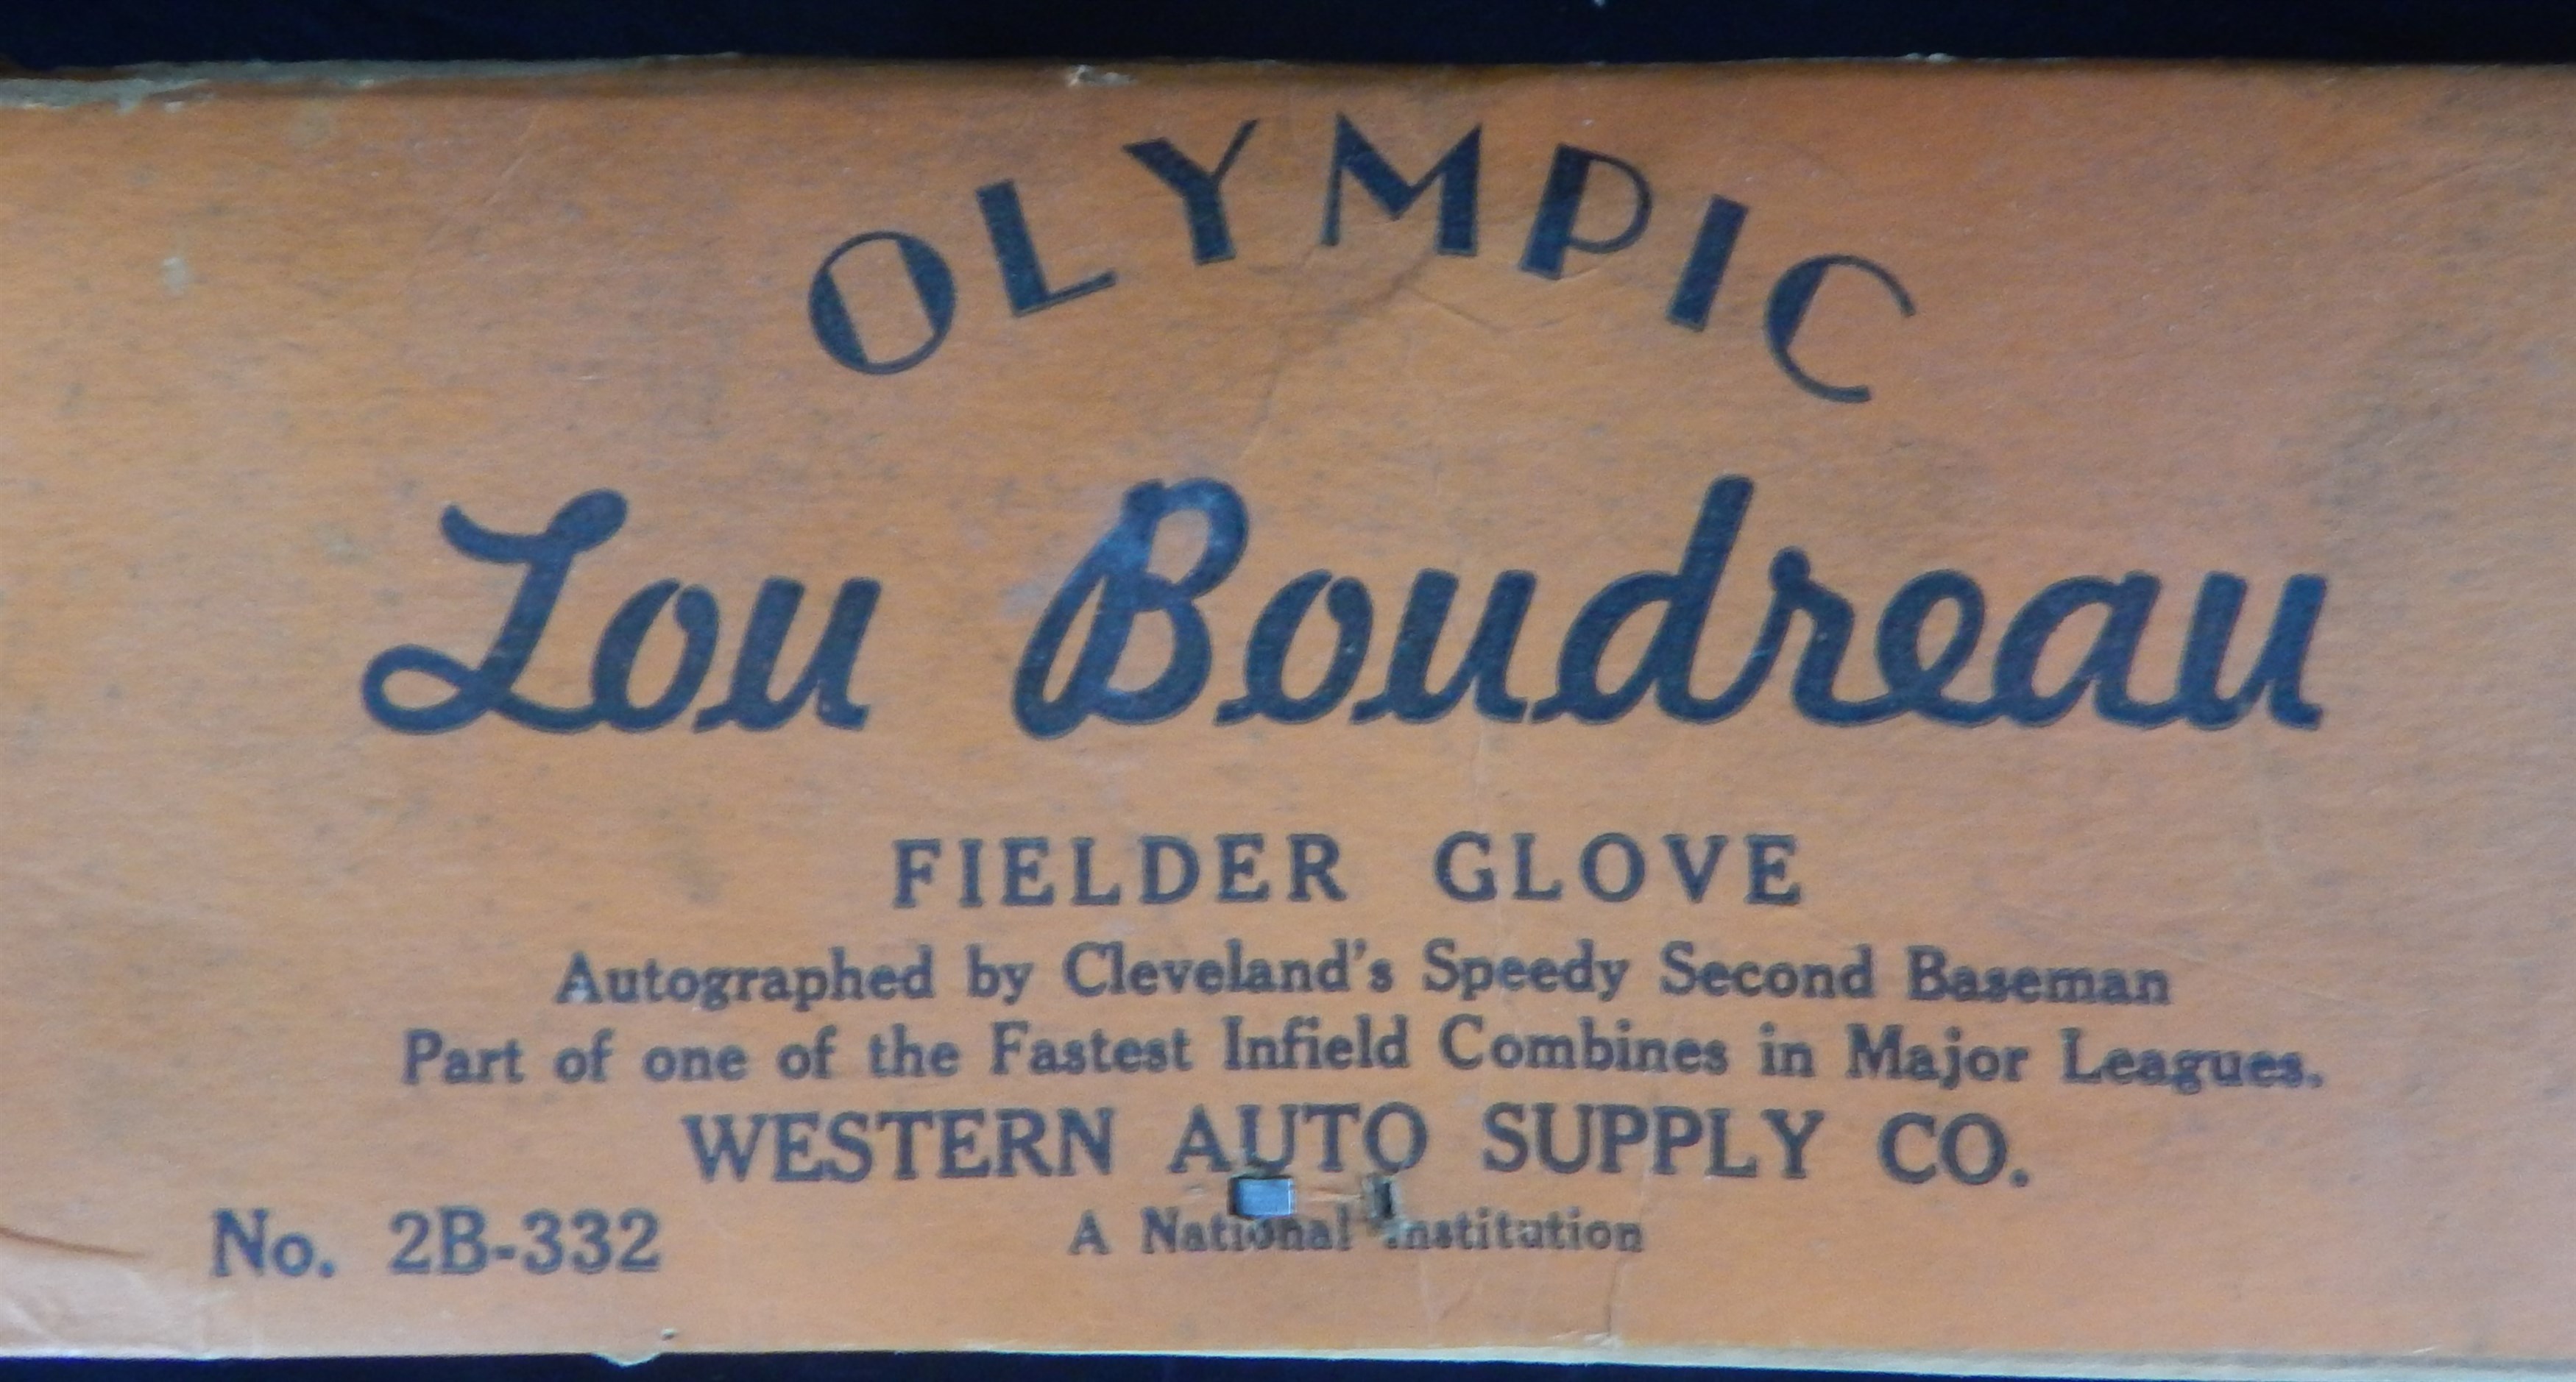 OLYMPIC
Lou Boudreau
FIELDER GLOVE
Autographed by Cleveland's Speedy Second Baseman
Part of one of the Fastest Infield Combines in Major Leagues.
WESTERN AUTO SUPPLY CO.
No. 2B-332
A National Institution